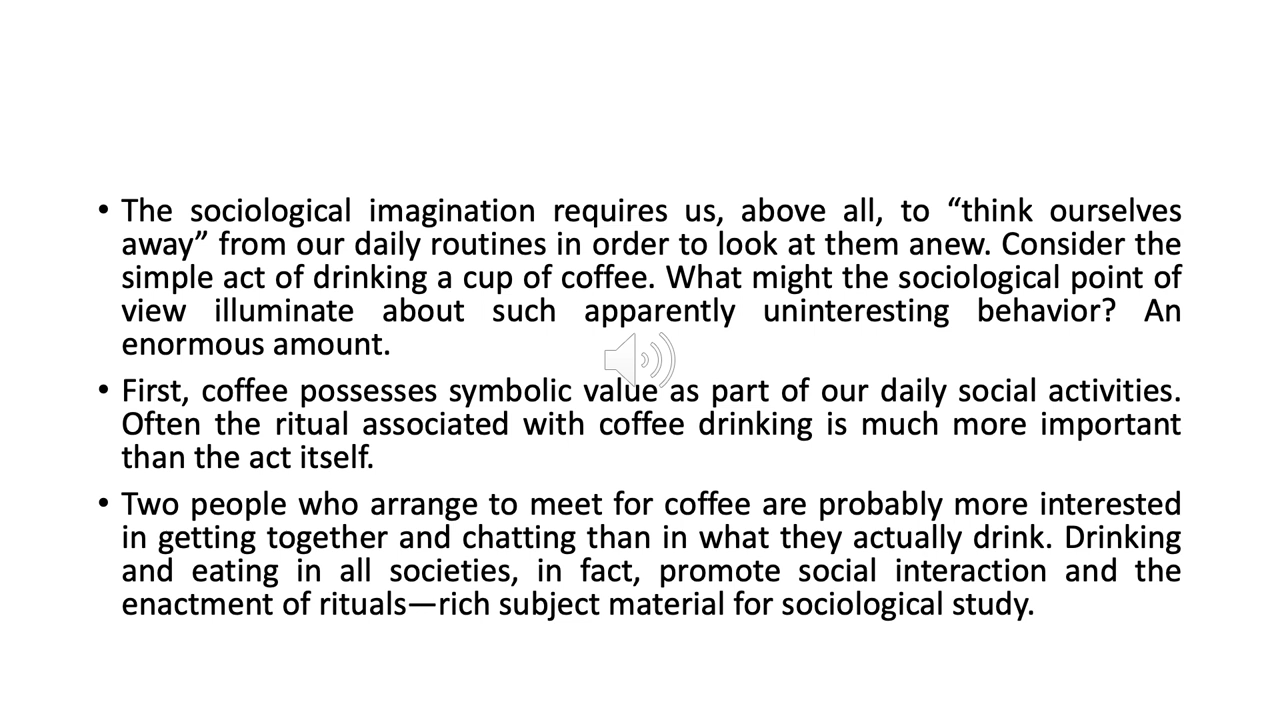 • The sociological imagination requires us, above all, to “think ourselves
away” from our daily routines in order to look at them anew. Consider the
simple act of drinking a cup of coffee. What might the sociological point of
view illuminate about such apparently uninteresting behavior? An
enormous amount.
• First, coffee possesses symbolic value as part of our daily social activities.
Often the ritual associated with coffee drinking is much more important
than the act itself.
• Two people who arrange to meet for coffee are probably more interested
in getting together and chatting than in what they actually drink. Drinking
and eating in all societies, in fact, promote social interaction and the
enactment of rituals—rich subject material for sociological study.